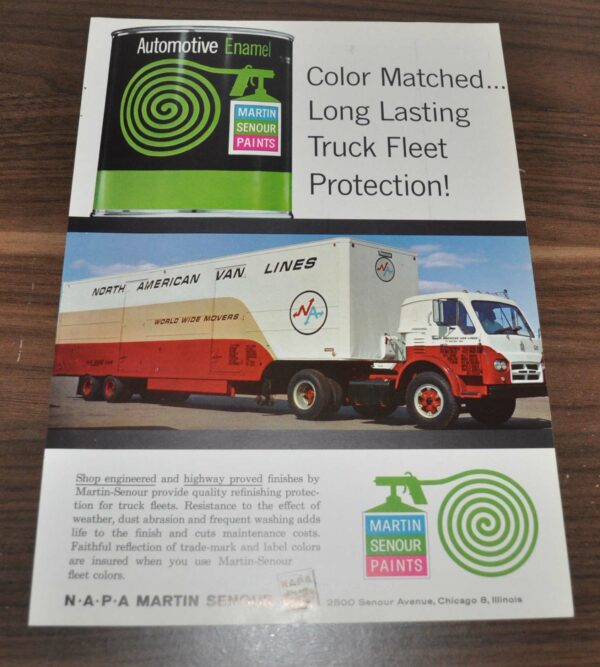 Automotive Enamel
MARTIN
SENOUR
PAINTS
Color Matched...
Long Lasting
Truck Fleet
Protection!
NORTH AMERICAN VAN LINES
WORLD WIDE MOVERS
NA
NA
Shop engineered and highway proved finishes by
Martin-Senour provide quality refinishing protec-
tion for truck fleets. Resistance to the effect of
weather, dust abrasion and frequent washing adds
life to the finish and cuts maintenance costs.
Faithful reflection of trade-mark and label colors
are insured when you use Martin-Senour
fleet colors.
MARTIN
SENOUR
PAINTS
N·A·P·A MARTIN SENOUR
NAPA
2500 Senour Avenue, Chicago 8, Illinois